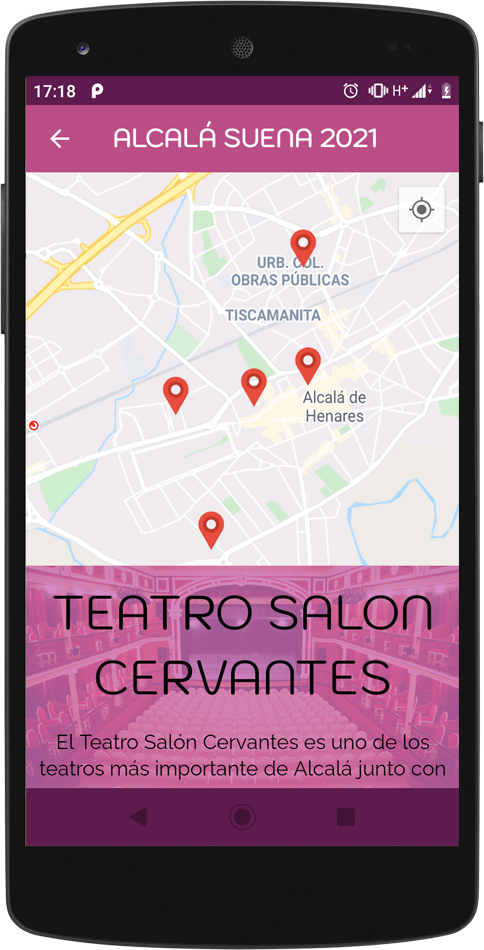 17:18
H+
ALCALÁ SUENA 2021
URB. COL.
OBRAS PÚBLICAS
TISCAMANITA
Alcalá de
Henares
TEATRO SALON
CERVANTES
El Teatro Salón Cervantes es uno de los
teatros más importante de Alcalá junto con